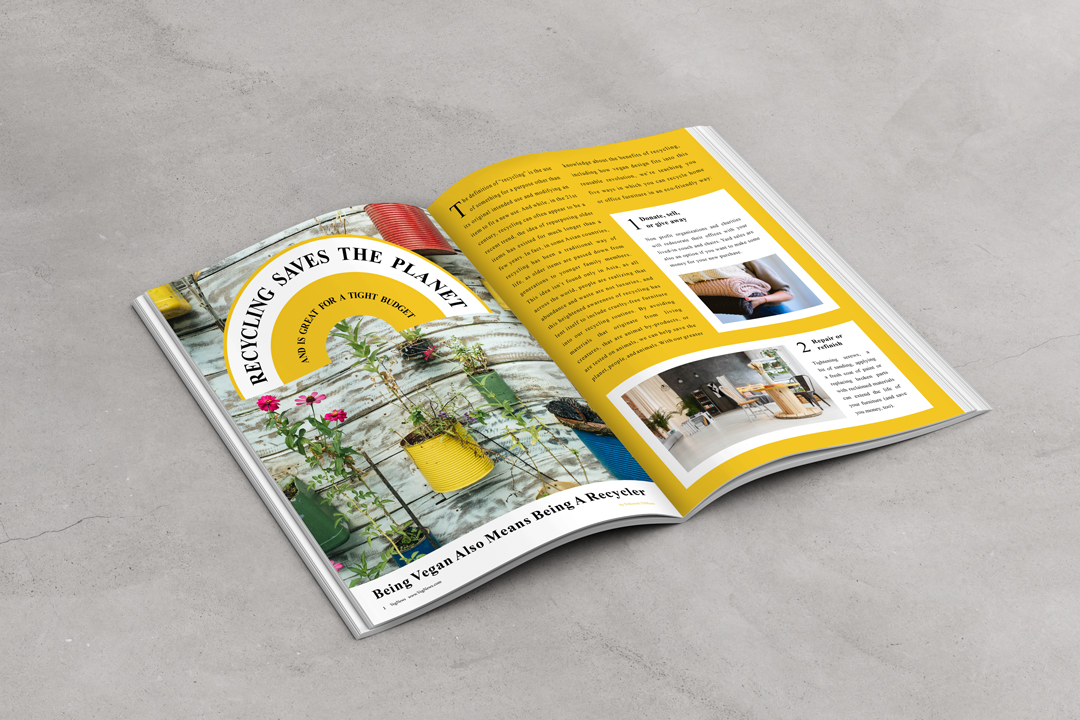 RECYCLING SAVES THE PLANET
AND IS GREAT FOR A TIGHT BUDGET
Being Vegan Also Means Being A Recycler
The definition of "recycling" is the use
of something for a purpose other than
its original intended use and modifying an
item to fit a new use. And while, in the 21st
century, recycling can often appear to be a
recent trend, the idea of repurposing older
items has existed for much longer than a
few years. In fact, in some Asian countries,
recycling has been a traditional way of
life, as older items are passed down from
generations to younger family members.
This idea isn't found only in Asia, as all
across the world, people are realizing that
abundance and waste are not luxuries. And
this heightened awareness of recycling has
lent itself to include cruelty-free furniture
into our recycling routines. By avoiding
materials that originate from living
creatures, that are animal by-products, or
are tested on animals, we can help save the
planet, people, and animals. With our greater
knowledge about the benefits of recycling,
including how vegan design fits into this
reusable revolution, we're teaching you
five ways in which you can recycle home
or office furniture in an eco-friendly way
1 Donate, sell,
or give away
Non profit organizations and charities
will redecorate their offices with your
lived-in couch and chairs. Yard sales are
also an option if you want to make some
money for your new purchase.
2 Repair or
refinish
Tightening screws, a
bit of sanding, applying
a fresh coat of paint or
replacing broken parts
with reclaimed materials
can extend the life of
your furniture (and save
you money, too).